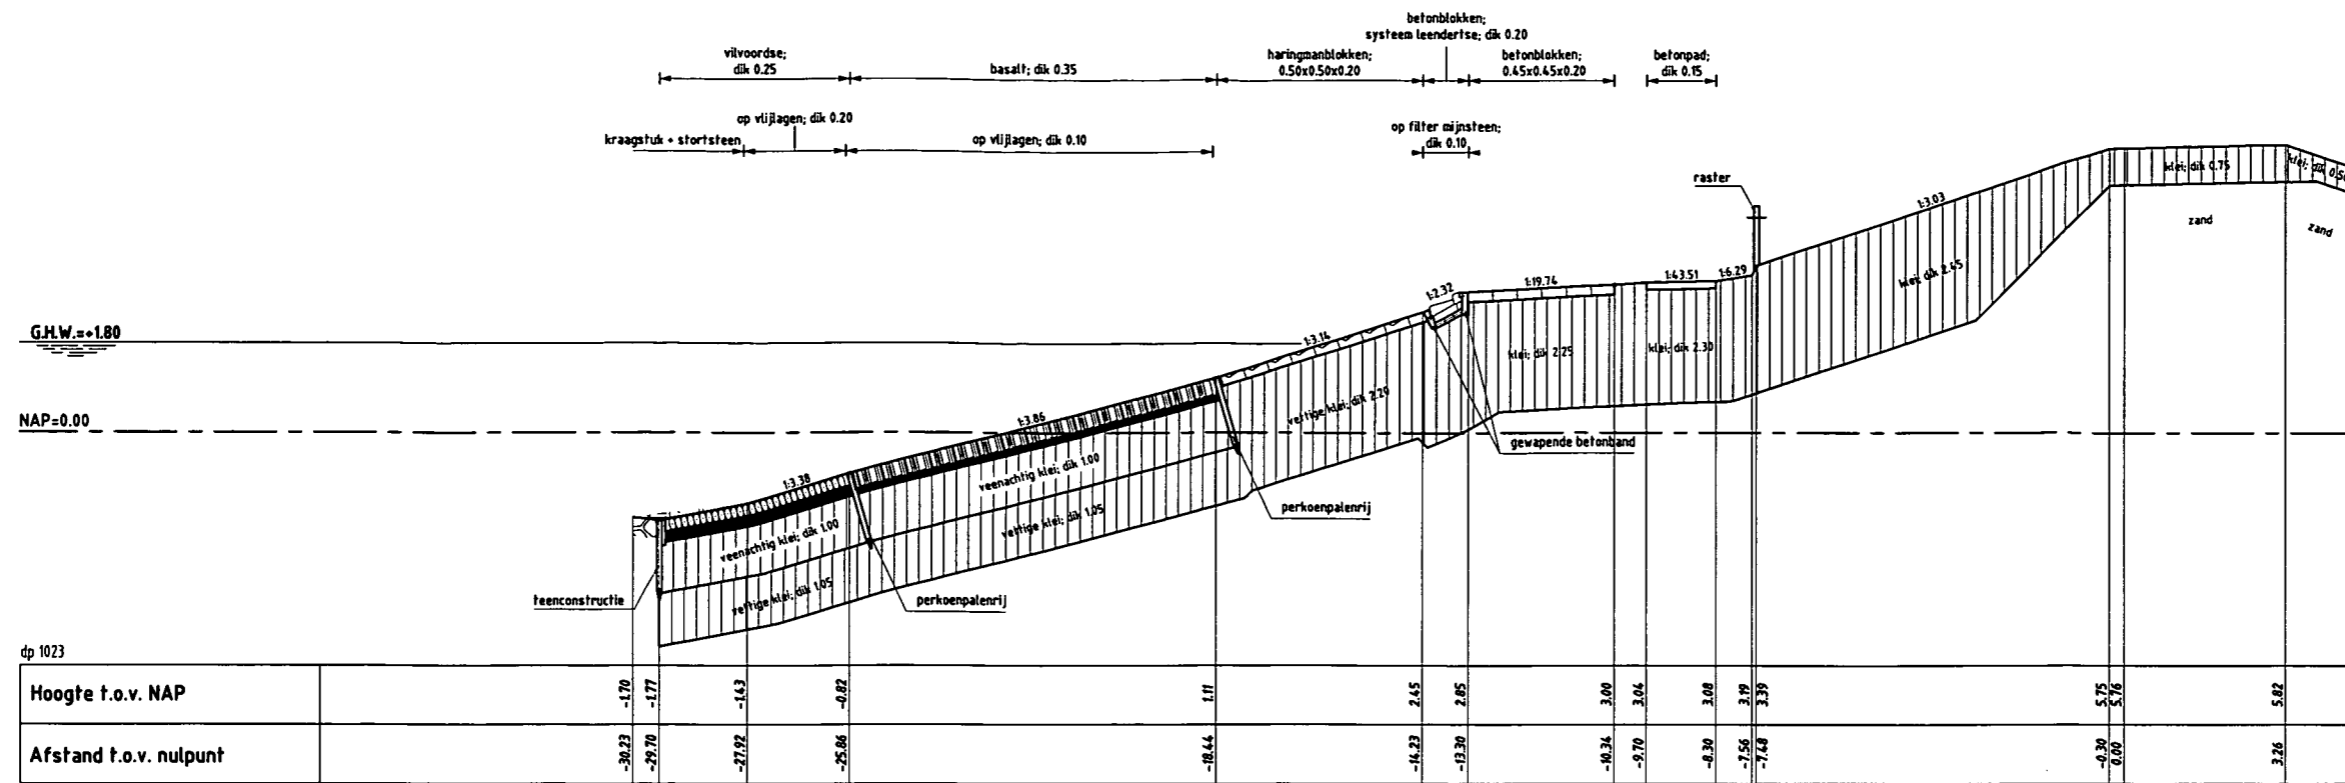 betonblokken;
systeem leendertse; dik 0.20
vilvoordse;
dik 0.25
basalt; dik 0.35
haringmanblokken;
0.50x0.50x0.20
betonblokken;
0.45x0.45x0.20
betonpad;
dik 0.15
op vlijlagen; dik 0.20
kraagstuk + stortsteen
op vlijlagen; dik 0.10
op filter mijnsteen;
dik 0.10
raster
klei; dik 0.75
klei; dik 0.50
zand
zand
1:3.03
klei; dik 2.45
1:2.32
1:19.74
1:43.51
1:6.29
G.H.W.=+1.80
1:3.14
klei; dik 2.25
klei; dik 2.30
NAP=0.00
1:3.86
vettige klei; dik 2.20
gewapende betonband
1:3.38
veenachtig klei; dik 1.00
perkoenpalenrij
veenachtig klei; dik 1.00
vettige klei; dik 1.05
vettige klei; dik 1.05
teenconstructie
perkoenpalenrij
dp 1023
Hoogte t.o.v. NAP -1.70 -1.77 -1.43 -0.82 1.11 2.45 2.85 3.00 3.04 3.08 3.19 3.39 5.75 5.76 5.82
Afstand t.o.v. nulpunt -30.23 -29.70 -27.92 -25.86 -18.44 -14.23 -13.30 -10.34 -9.70 -8.30 -7.56 -7.48 -0.30 0.00 3.26